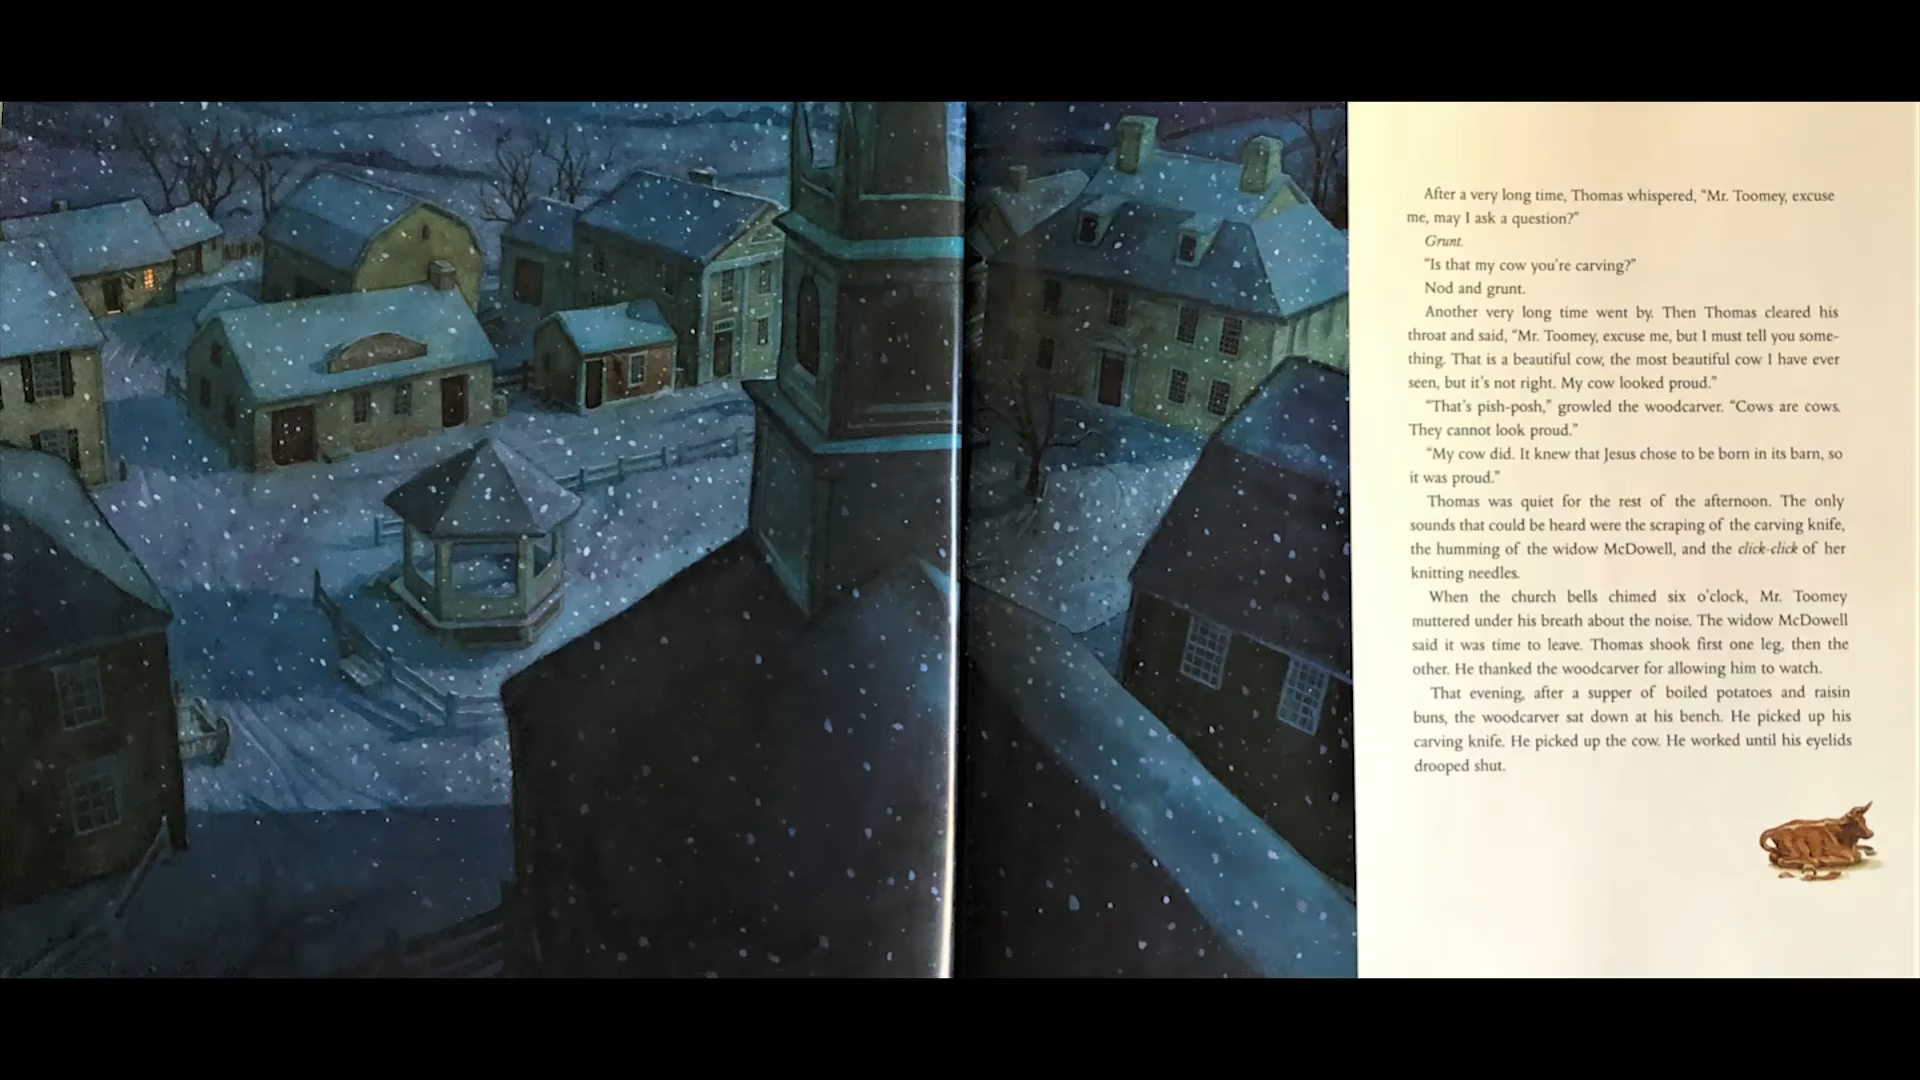 After a very long time, Thomas whispered, “Mr. Toomey, excuse
me, may I ask a question?”
Grunt.
“Is that my cow you’re carving?”
Nod and grunt.
Another very long time went by. Then Thomas cleared his
throat and said, “Mr. Toomey, excuse me, but I must tell you some-
thing. That is a beautiful cow, the most beautiful cow I have ever
seen, but it’s not right. My cow looked proud.”
“That’s pish-posh,” growled the woodcarver. “Cows are cows.
They cannot look proud.”
“My cow did. It knew that Jesus chose to be born in its barn, so
it was proud.”
Thomas was quiet for the rest of the afternoon. The only
sounds that could be heard were the scraping of the carving knife,
the humming of the widow McDowell, and the click-click of her
knitting needles.
When the church bells chimed six o’clock, Mr. Toomey
muttered under his breath about the noise. The widow McDowell
said it was time to leave. Thomas shook first one leg, then the
other. He thanked the woodcarver for allowing him to watch.
That evening, after a supper of boiled potatoes and raisin
buns, the woodcarver sat down at his bench. He picked up his
carving knife. He picked up the cow. He worked until his eyelids
drooped shut.